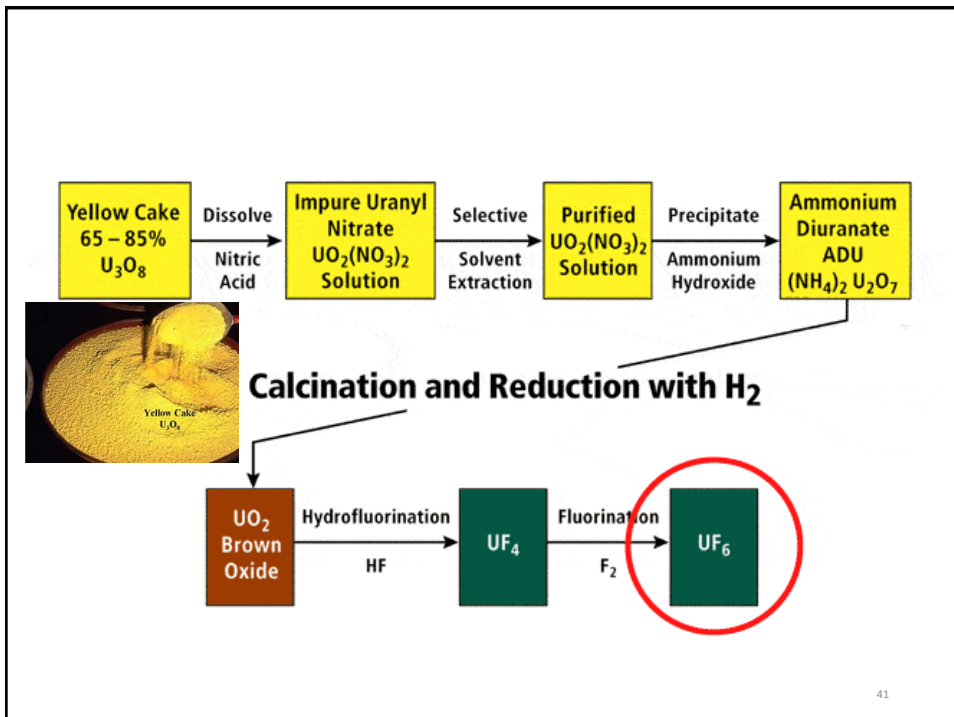 Yellow Cake
65 – 85%
U₃O₈
Dissolve
Nitric
Acid
Impure Uranyl
Nitrate
UO₂(NO₃)₂
Solution
Selective
Solvent
Extraction
Purified
UO₂(NO₃)₂
Solution
Precipitate
Ammonium
Hydroxide
Ammonium
Diuranate
ADU
(NH₄)₂ U₂O₇
Calcination and Reduction with H₂
Yellow Cake
U₃O₈
UO₂
Brown
Oxide
Hydrofluorination
HF
UF₄
Fluorination
F₂
UF₆
41